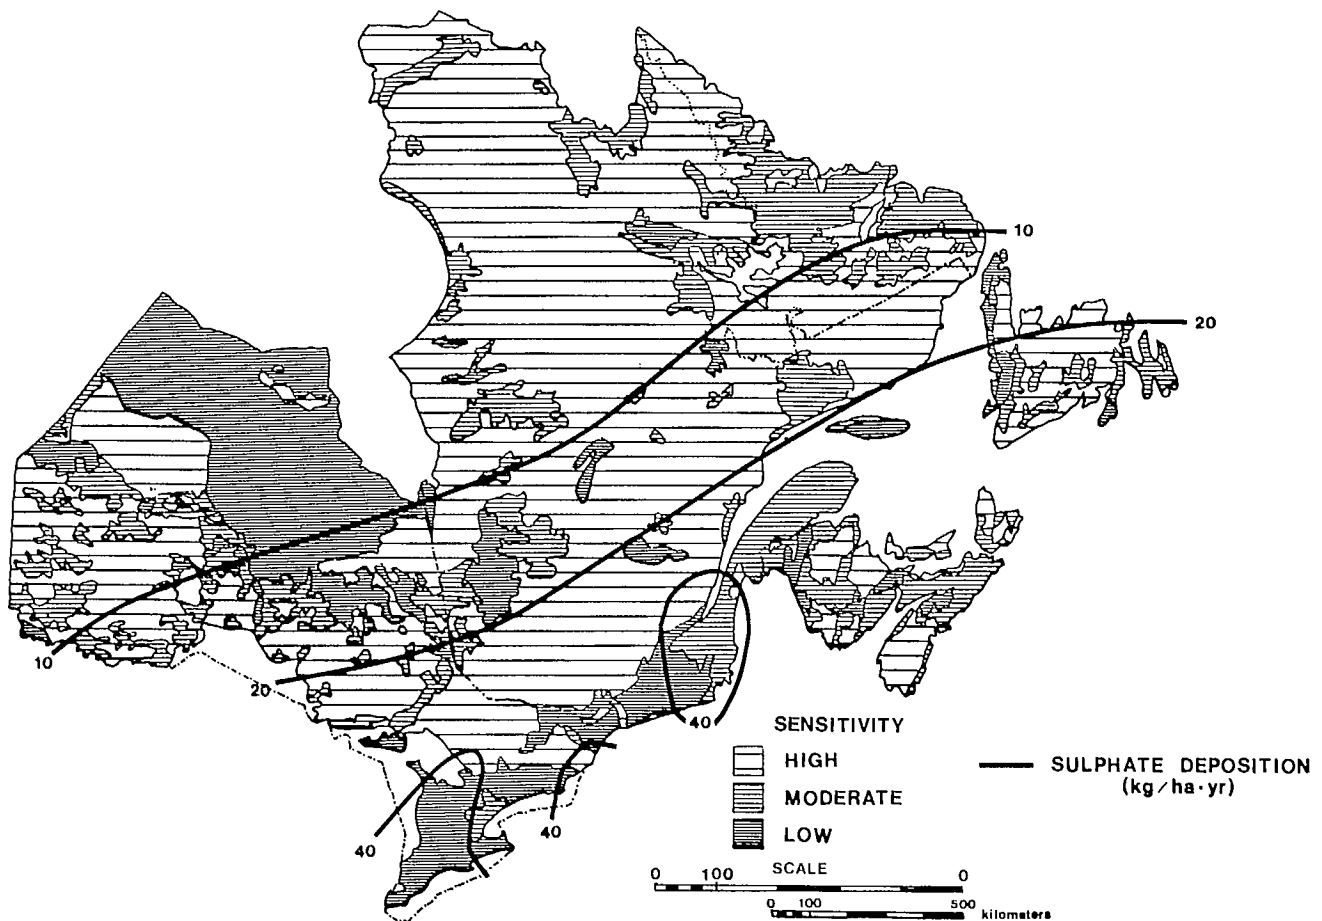 10
20
10
20
40
SENSITIVITY
HIGH
SULPHATE DEPOSITION
(kg/ha·yr)
MODERATE
40
LOW
40
SCALE
0 100 0
0 100 500 kilometers